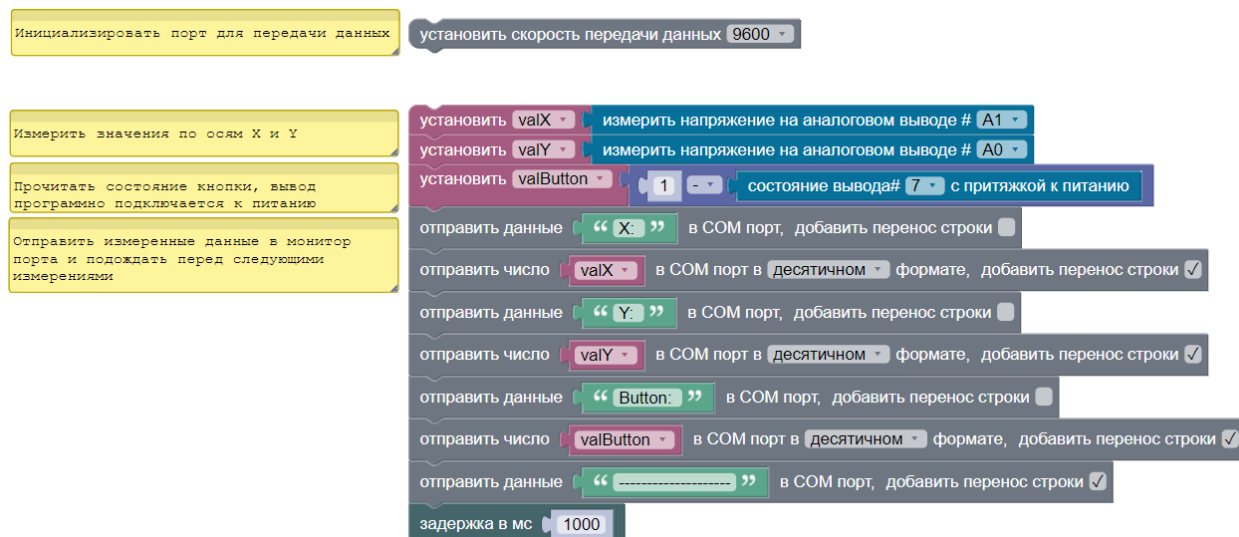 Инициализировать порт для передачи данных
установить скорость передачи данных 9600
Измерить значения по осям X и Y
Прочитать состояние кнопки, вывод
программно подключается к питанию
Отправить измеренные данные в монитор
порта и подождать перед следующими
измерениями
установить valX измерить напряжение на аналоговом выводе # A1
установить valY измерить напряжение на аналоговом выводе # A0
установить valButton 1 - состояние вывода# 7 с притяжкой к питанию
отправить данные “ X: ” в COM порт, добавить перенос строки
отправить число valX в COM порт в десятичном формате, добавить перенос строки ✓
отправить данные “ Y: ” в COM порт, добавить перенос строки
отправить число valY в COM порт в десятичном формате, добавить перенос строки ✓
отправить данные “ Button: ” в COM порт, добавить перенос строки
отправить число valButton в COM порт в десятичном формате, добавить перенос строки ✓
отправить данные “ -------------------- ” в COM порт, добавить перенос строки ✓
задержка в мс 1000